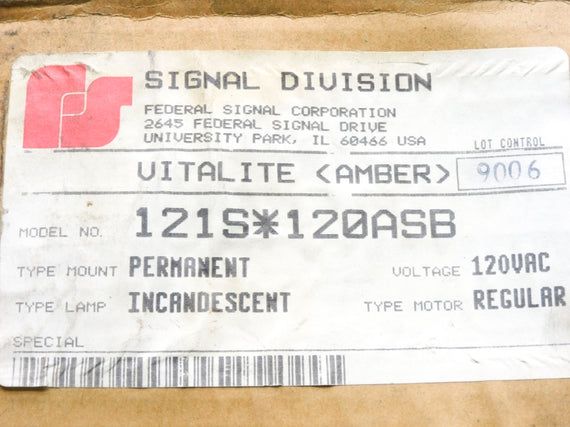 SIGNAL DIVISION
FEDERAL SIGNAL CORPORATION
2645 FEDERAL SIGNAL DRIVE
UNIVERSITY PARK, IL 60466 USA
LOT CONTROL
VITALITE <AMBER> 9006
MODEL NO. 121S*120ASB
TYPE MOUNT PERMANENT VOLTAGE 120VAC
TYPE LAMP INCANDESCENT TYPE MOTOR REGULAR
SPECIAL